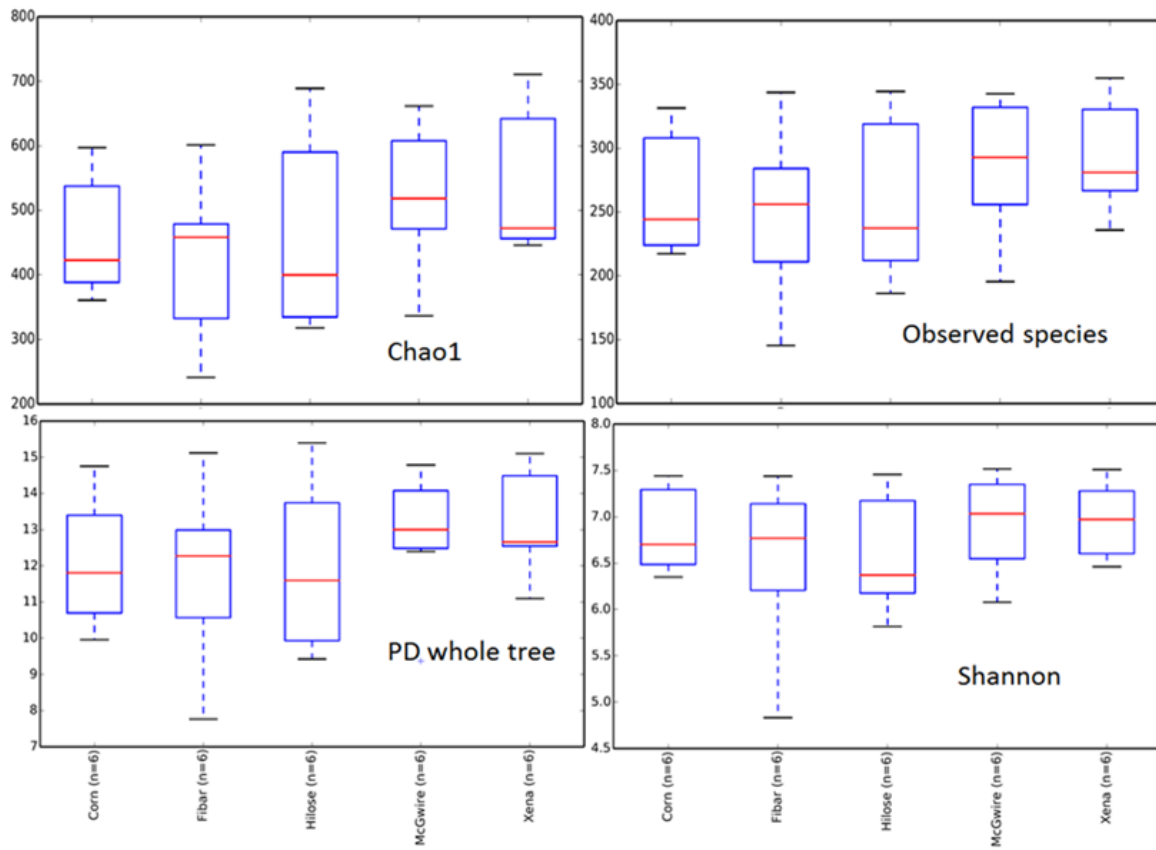 800
700
600
500
400
300
200
Chao1
400
350
300
250
200
150
100
Observed species
16
15
14
13
12
11
10
9
8
7
PD whole tree
8.0
7.5
7.0
6.5
6.0
5.5
5.0
4.5
Shannon
Corn (n=6)
Fibar (n=6)
Hilose (n=6)
McGwire (n=6)
Xena (n=6)
Corn (n=6)
Fibar (n=6)
Hilose (n=6)
McGwire (n=6)
Xena (n=6)